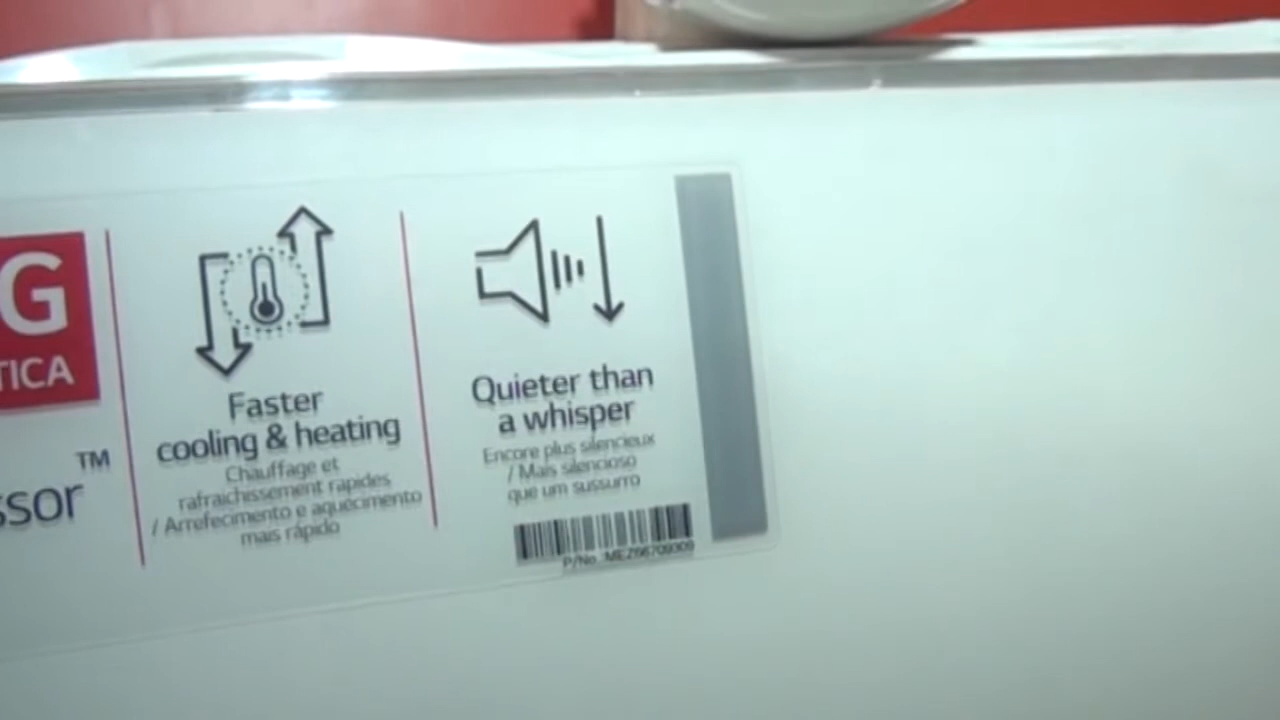 G
TICA
TM
ssor
Faster
cooling & heating
Chauffage et
rafraichissement rapides
/ Arrefecimento e aquecimento
mais rápido
Quieter than
a whisper
Encore plus silencieux
/ Mais silencioso
que um sussurro
P/No